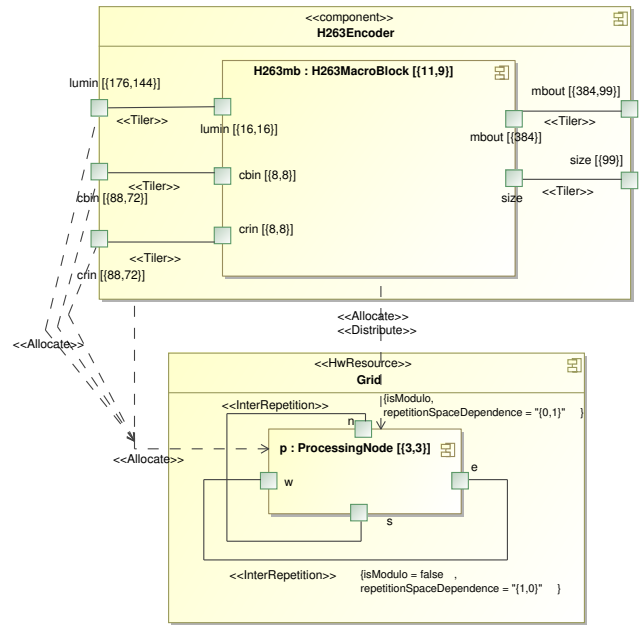 <<component>>
H263Encoder
H263mb : H263MacroBlock [{11,9}]
lumin [{176,144}]
mbout [{384,99}]
<<Tiler>>
lumin [{16,16}]
<<Tiler>>
mbout [{384}]
size [{99}]
cbin [{8,8}]
<<Tiler>>
<<Tiler>>
cbin [{88,72}]
size
crin [{8,8}]
<<Tiler>>
crin [{88,72}]
<<Allocate>>
<<Distribute>>
<<Allocate>>
<<HwResource>>
Grid
<<InterRepetition>>
{isModulo,
repetitionSpaceDependence = "{0,1}" }
n
p : ProcessingNode [{3,3}]
<<Allocate>>
e
w
s
<<InterRepetition>>
{isModulo = false ,
repetitionSpaceDependence = "{1,0}" }